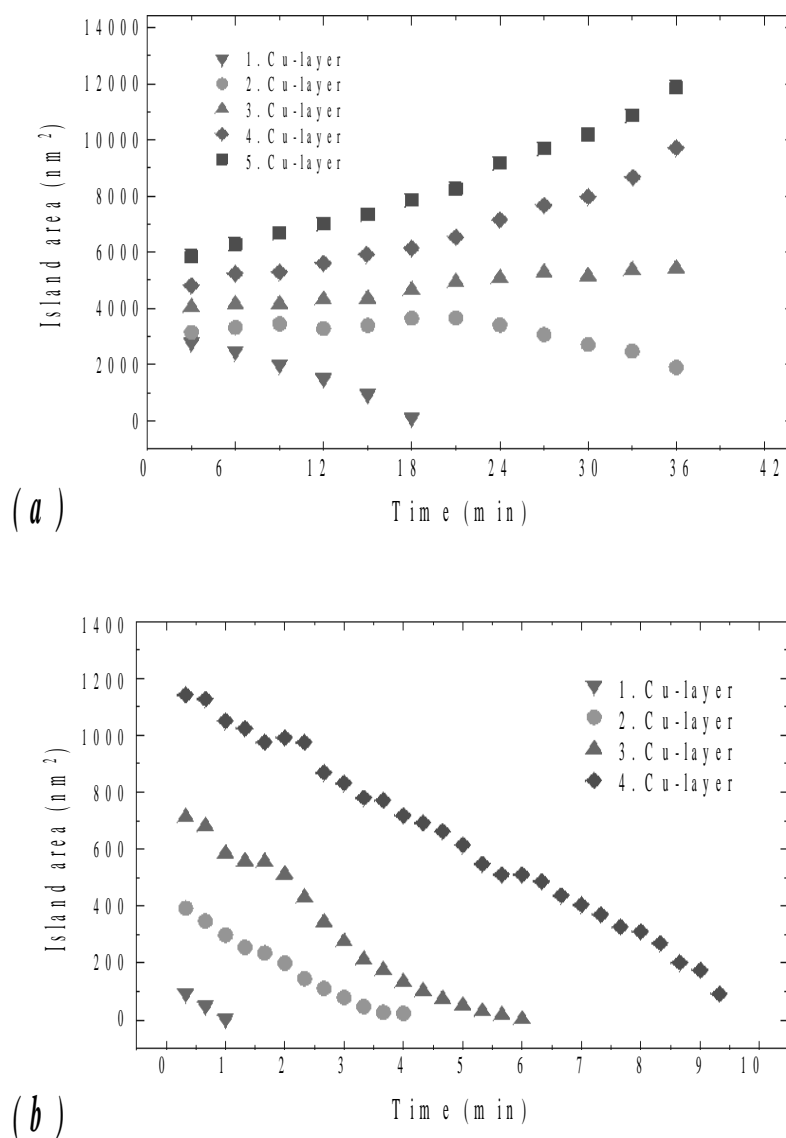 14000
12000
10000
8000
6000
4000
2000
0
Island area (nm²)
1. Cu-layer
2. Cu-layer
3. Cu-layer
4. Cu-layer
5. Cu-layer
0 6 12 18 24 30 36 42
Time (min)
(a)
1400
1200
1000
800
600
400
200
0
Island area (nm²)
1. Cu-layer
2. Cu-layer
3. Cu-layer
4. Cu-layer
0 1 2 3 4 5 6 7 8 9 10
Time (min)
(b)